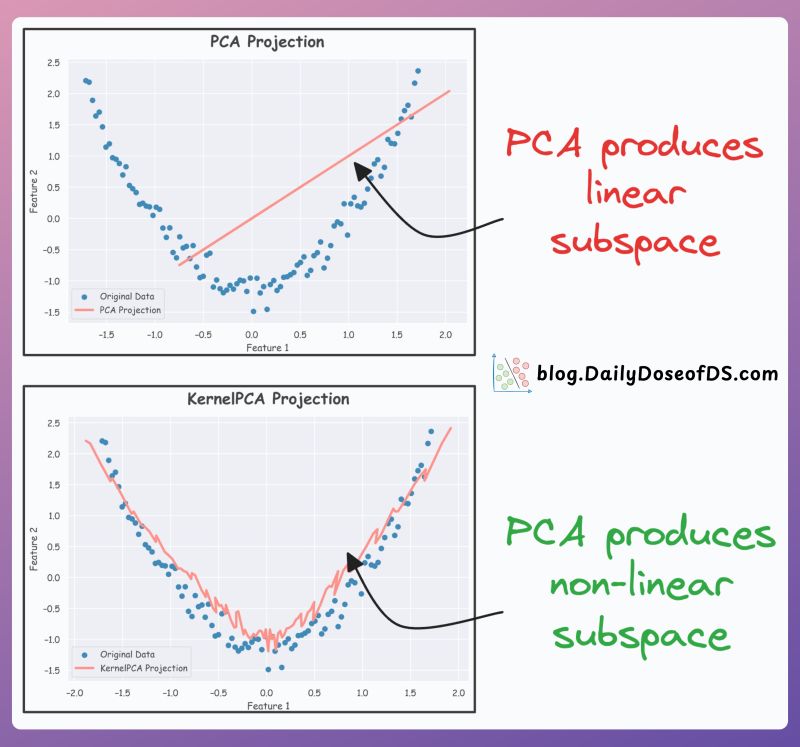 PCA Projection
2.5
2.0
1.5
1.0
0.5
0.0
−0.5
−1.0
−1.5
Feature 2
Original Data
PCA Projection
−1.5 −1.0 −0.5 0.0 0.5 1.0 1.5 2.0
Feature 1
PCA produces
linear
subspace
blog.DailyDoseofDS.com
KernelPCA Projection
2.5
2.0
1.5
1.0
0.5
0.0
−0.5
−1.0
−1.5
Feature 2
Original Data
KernelPCA Projection
−2.0 −1.5 −1.0 −0.5 0.0 0.5 1.0 1.5 2.0
Feature 1
PCA produces
non-linear
subspace